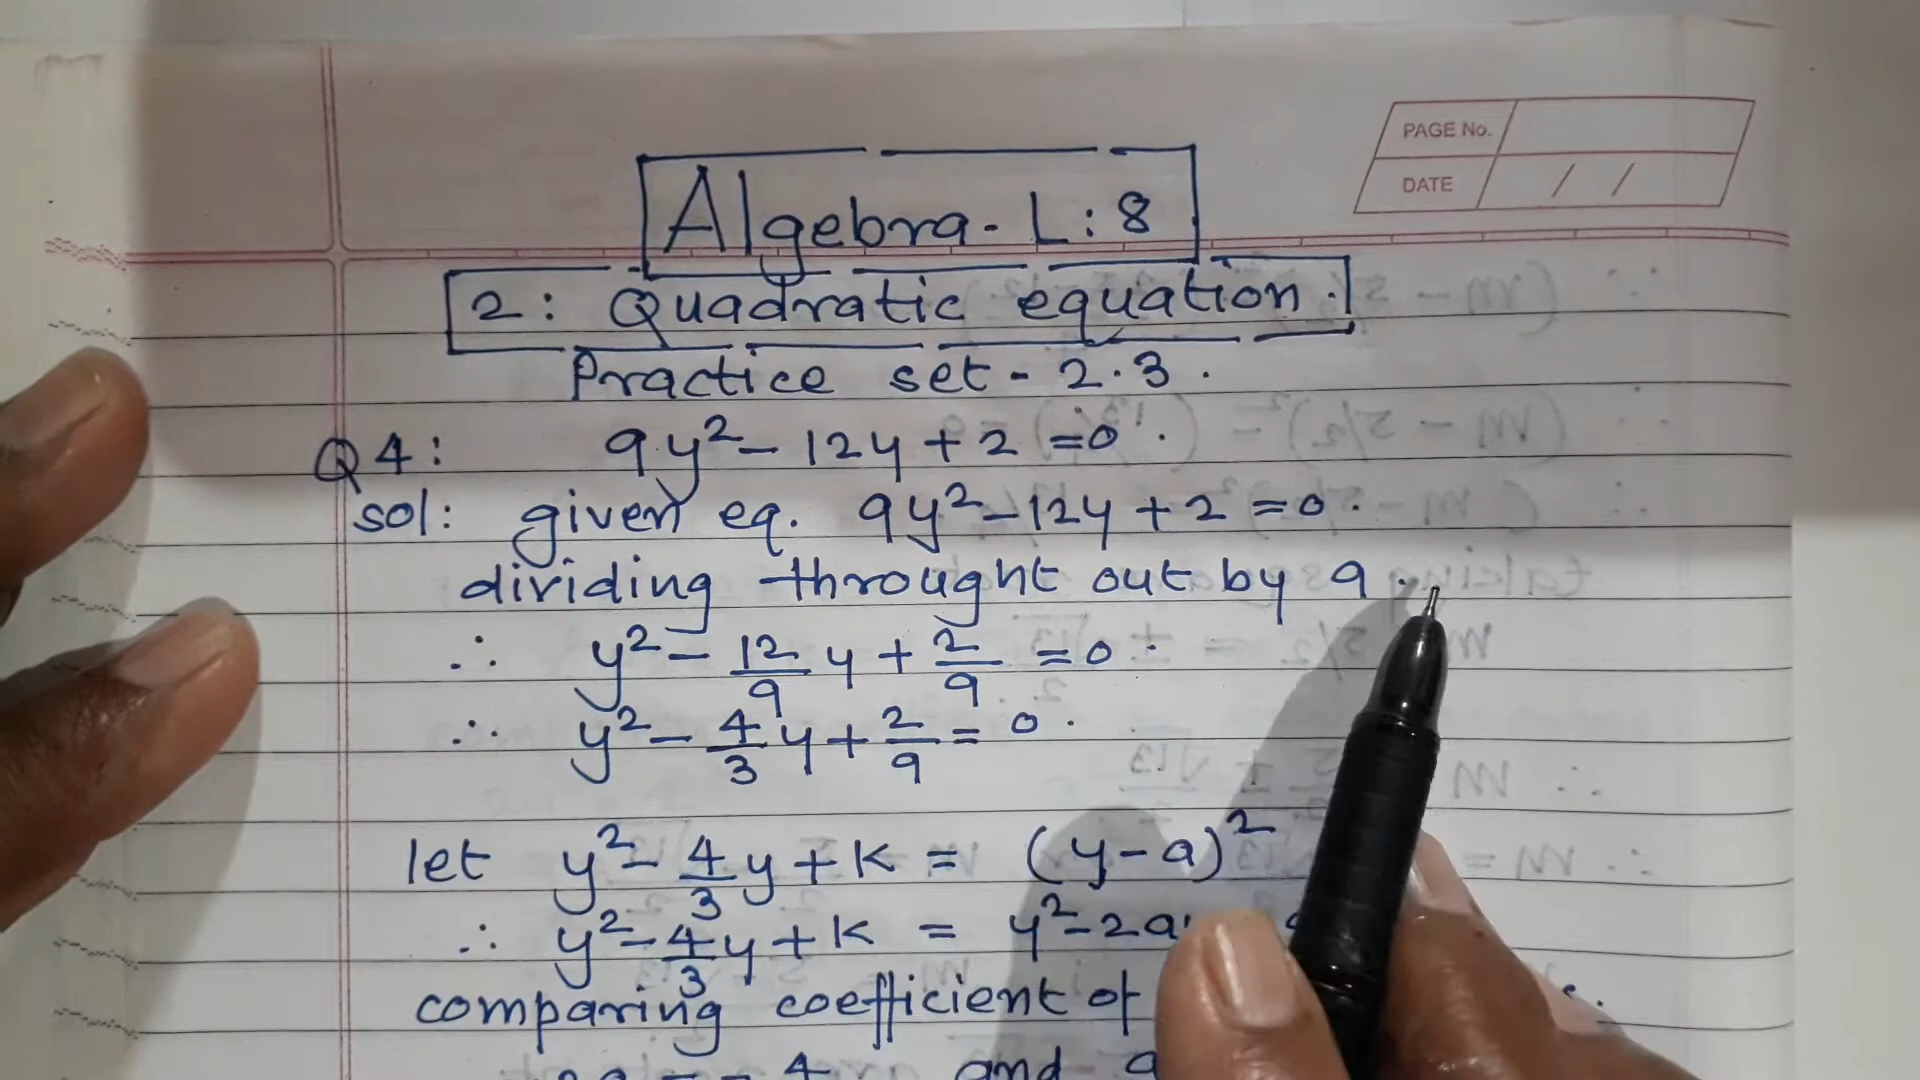 PAGE No.
DATE / /
Algebra. L: 8
2: Quadratic equation.
Practice set - 2.3.
Q4: 9y² - 12y + 2 = 0.
sol: given eq. 9y² - 12y + 2 = 0.
dividing throught out by 9.
∴ y² - 12/9 y + 2/9 = 0.
∴ y² - 4/3 y + 2/9 = 0.
let y² - 4/3 y + k = (y - a)²
∴ y² - 4/3 y + k = y² - 2a
comparing coefficient of
and